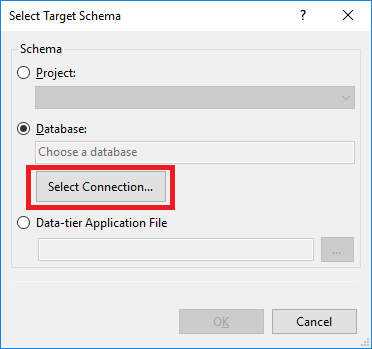 Select Target Schema
?
Schema
Project:
Database:
Choose a database
Select Connection...
Data-tier Application File
...
OK
Cancel